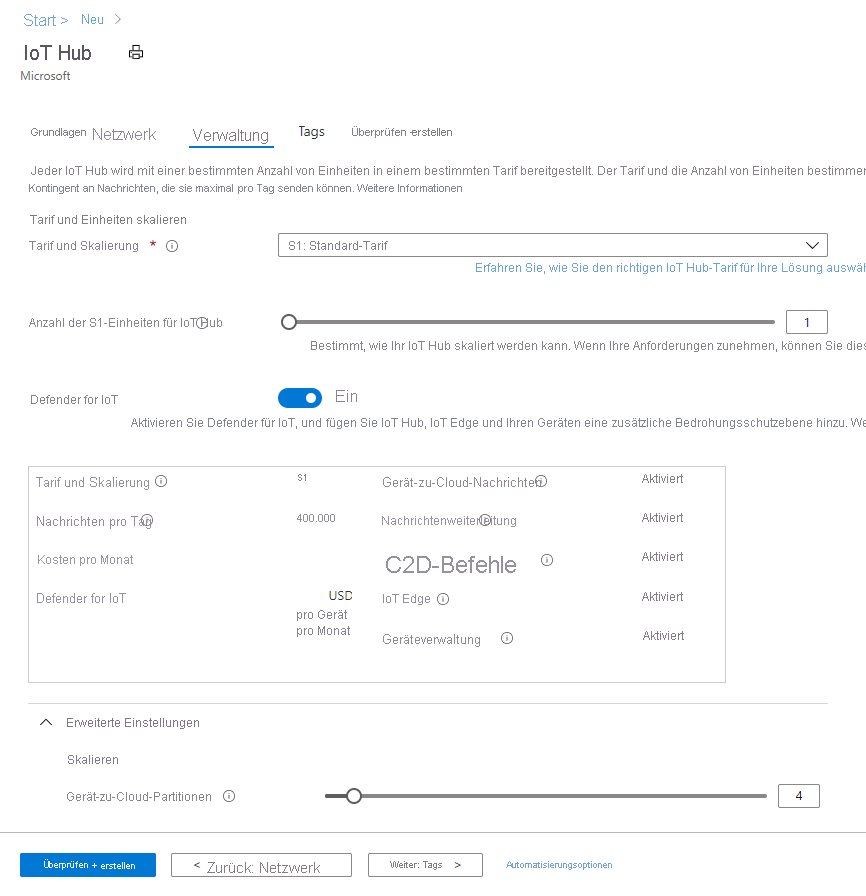 Start > Neu >
IoT Hub
Microsoft
Grundlagen Netzwerk Verwaltung Tags Überprüfen -erstellen
Jeder IoT Hub wird mit einer bestimmten Anzahl von Einheiten in einem bestimmten Tarif bereitgestellt. Der Tarif und die Anzahl von Einheiten bestimmen
Kontingent an Nachrichten, die sie maximal pro Tag senden können. Weitere Informationen
Tarif und Einheiten skalieren
Tarif und Skalierung * S1: Standard-Tarif
Erfahren Sie, wie Sie den richtigen IoT Hub-Tarif für Ihre Lösung auswäh
Anzahl der S1-Einheiten für IoT Hub 1
Bestimmt, wie Ihr IoT Hub skaliert werden kann. Wenn Ihre Anforderungen zunehmen, können Sie dies
Defender for IoT Ein
Aktivieren Sie Defender für IoT, und fügen Sie IoT Hub, IoT Edge und Ihren Geräten eine zusätzliche Bedrohungsschutzebene hinzu. We
Tarif und Skalierung S1 Gerät-zu-Cloud-Nachrichten Aktiviert
Nachrichten pro Tag 400.000 Nachrichtenweiterleitung Aktiviert
Kosten pro Monat C2D-Befehle Aktiviert
Defender for IoT USD IoT Edge Aktiviert
pro Gerät
pro Monat Geräteverwaltung Aktiviert
Erweiterte Einstellungen
Skalieren
Gerät-zu-Cloud-Partitionen 4
Überprüfen + erstellen < Zurück: Netzwerk Weiter: Tags > Automatisierungsoptionen